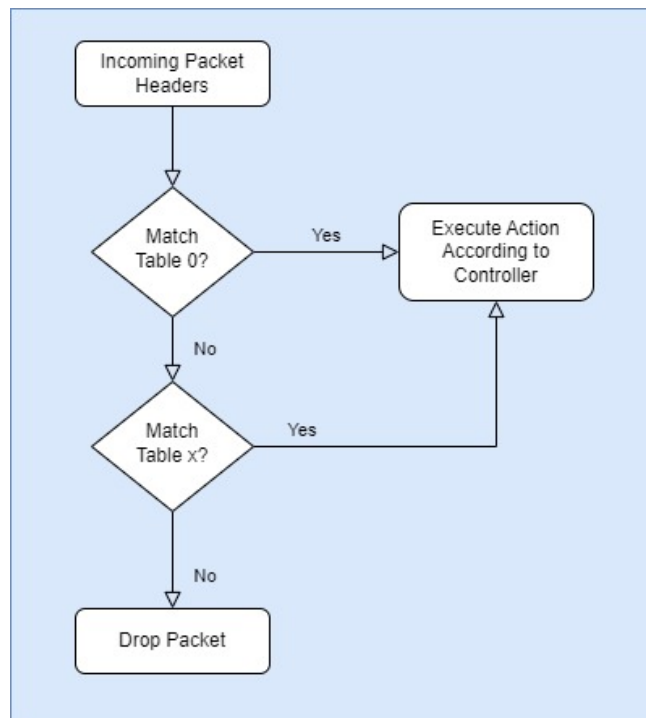 Incoming Packet
Headers
Match
Table 0?
Yes
Execute Action
According to
Controller
No
Match
Table x?
Yes
No
Drop Packet